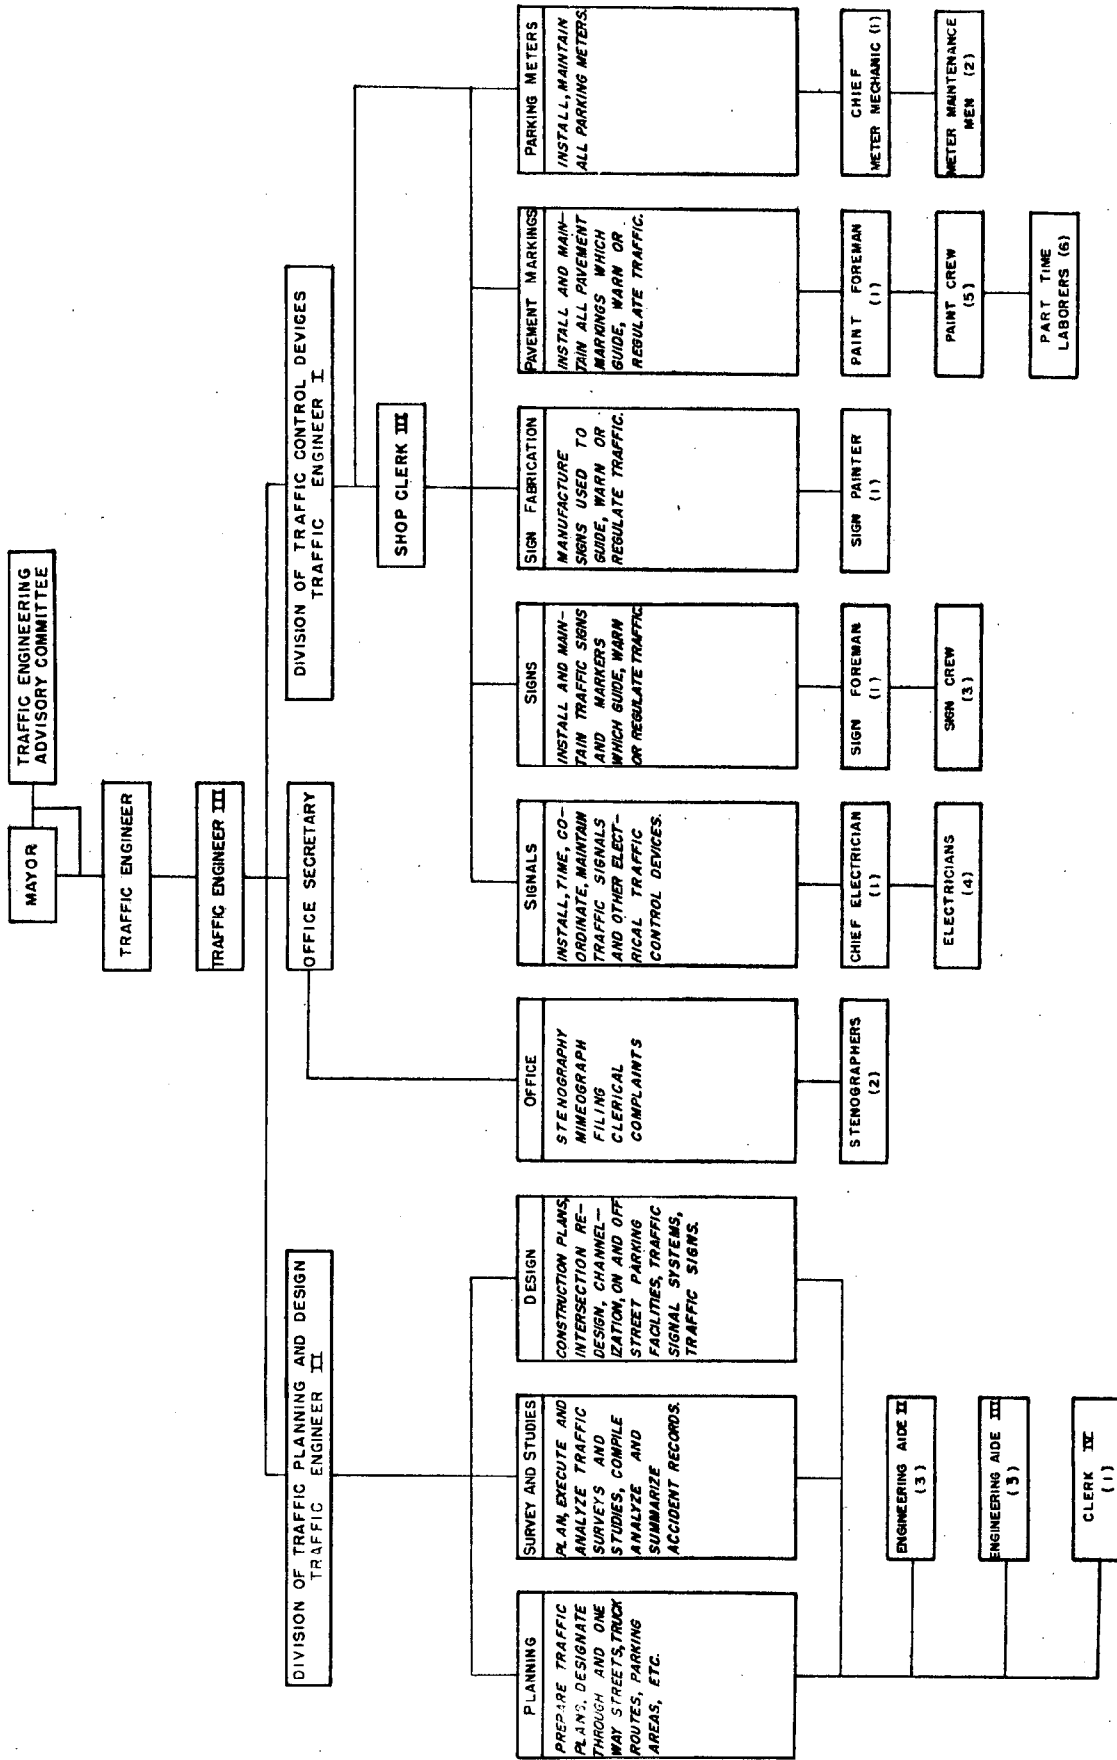 TRAFFIC ENGINEERING
ADVISORY COMMITTEE
MAYOR
TRAFFIC ENGINEER
TRAFFIC ENGINEER III
OFFICE SECRETARY
DIVISION OF TRAFFIC PLANNING AND DESIGN
TRAFFIC ENGINEER II
DIVISION OF TRAFFIC CONTROL DEVICES
TRAFFIC ENGINEER I
SHOP CLERK III
PLANNING
PREPARE TRAFFIC
PLANS, DESIGNATE
THROUGH AND ONE
WAY STREETS, TRUCK
ROUTES, PARKING
AREAS, ETC.
SURVEY AND STUDIES
PLAN, EXECUTE AND
ANALYZE TRAFFIC
SURVEYS AND
STUDIES, COMPILE
ANALYZE AND
SUMMARIZE
ACCIDENT RECORDS.
DESIGN
CONSTRUCTION PLANS,
INTERSECTION RE-
DESIGN, CHANNEL-
IZATION, ON AND OFF
STREET PARKING
FACILITIES, TRAFFIC
SIGNAL SYSTEMS,
TRAFFIC SIGNS.
OFFICE
STENOGRAPHY
MIMEOGRAPH
FILING
CLERICAL
COMPLAINTS
SIGNALS
INSTALL, TIME, CO-
ORDINATE, MAINTAIN
TRAFFIC SIGNALS
AND OTHER ELECT-
RICAL TRAFFIC
CONTROL DEVICES.
SIGNS
INSTALL AND MAIN-
TAIN TRAFFIC SIGNS
AND MARKERS
WHICH GUIDE, WARN
OR REGULATE TRAFFIC.
SIGN FABRICATION
MANUFACTURE
SIGNS USED TO
GUIDE, WARN OR
REGULATE TRAFFIC.
PAVEMENT MARKINGS
INSTALL AND MAIN-
TAIN ALL PAVEMENT
MARKINGS WHICH
GUIDE, WARN OR
REGULATE TRAFFIC.
PARKING METERS
INSTALL, MAINTAIN
ALL PARKING METERS.
ENGINEERING AIDE II
(3)
ENGINEERING AIDE III
(3)
CLERK IV
(1)
STENOGRAPHERS
(2)
CHIEF ELECTRICIAN
(1)
ELECTRICIANS
(4)
SIGN FOREMAN
(1)
SIGN CREW
(3)
SIGN PAINTER
(1)
PAINT FOREMAN
(1)
PAINT CREW
(5)
PART TIME
LABORERS (6)
CHIEF
METER MECHANIC (1)
METER MAINTENANCE
MEN (2)